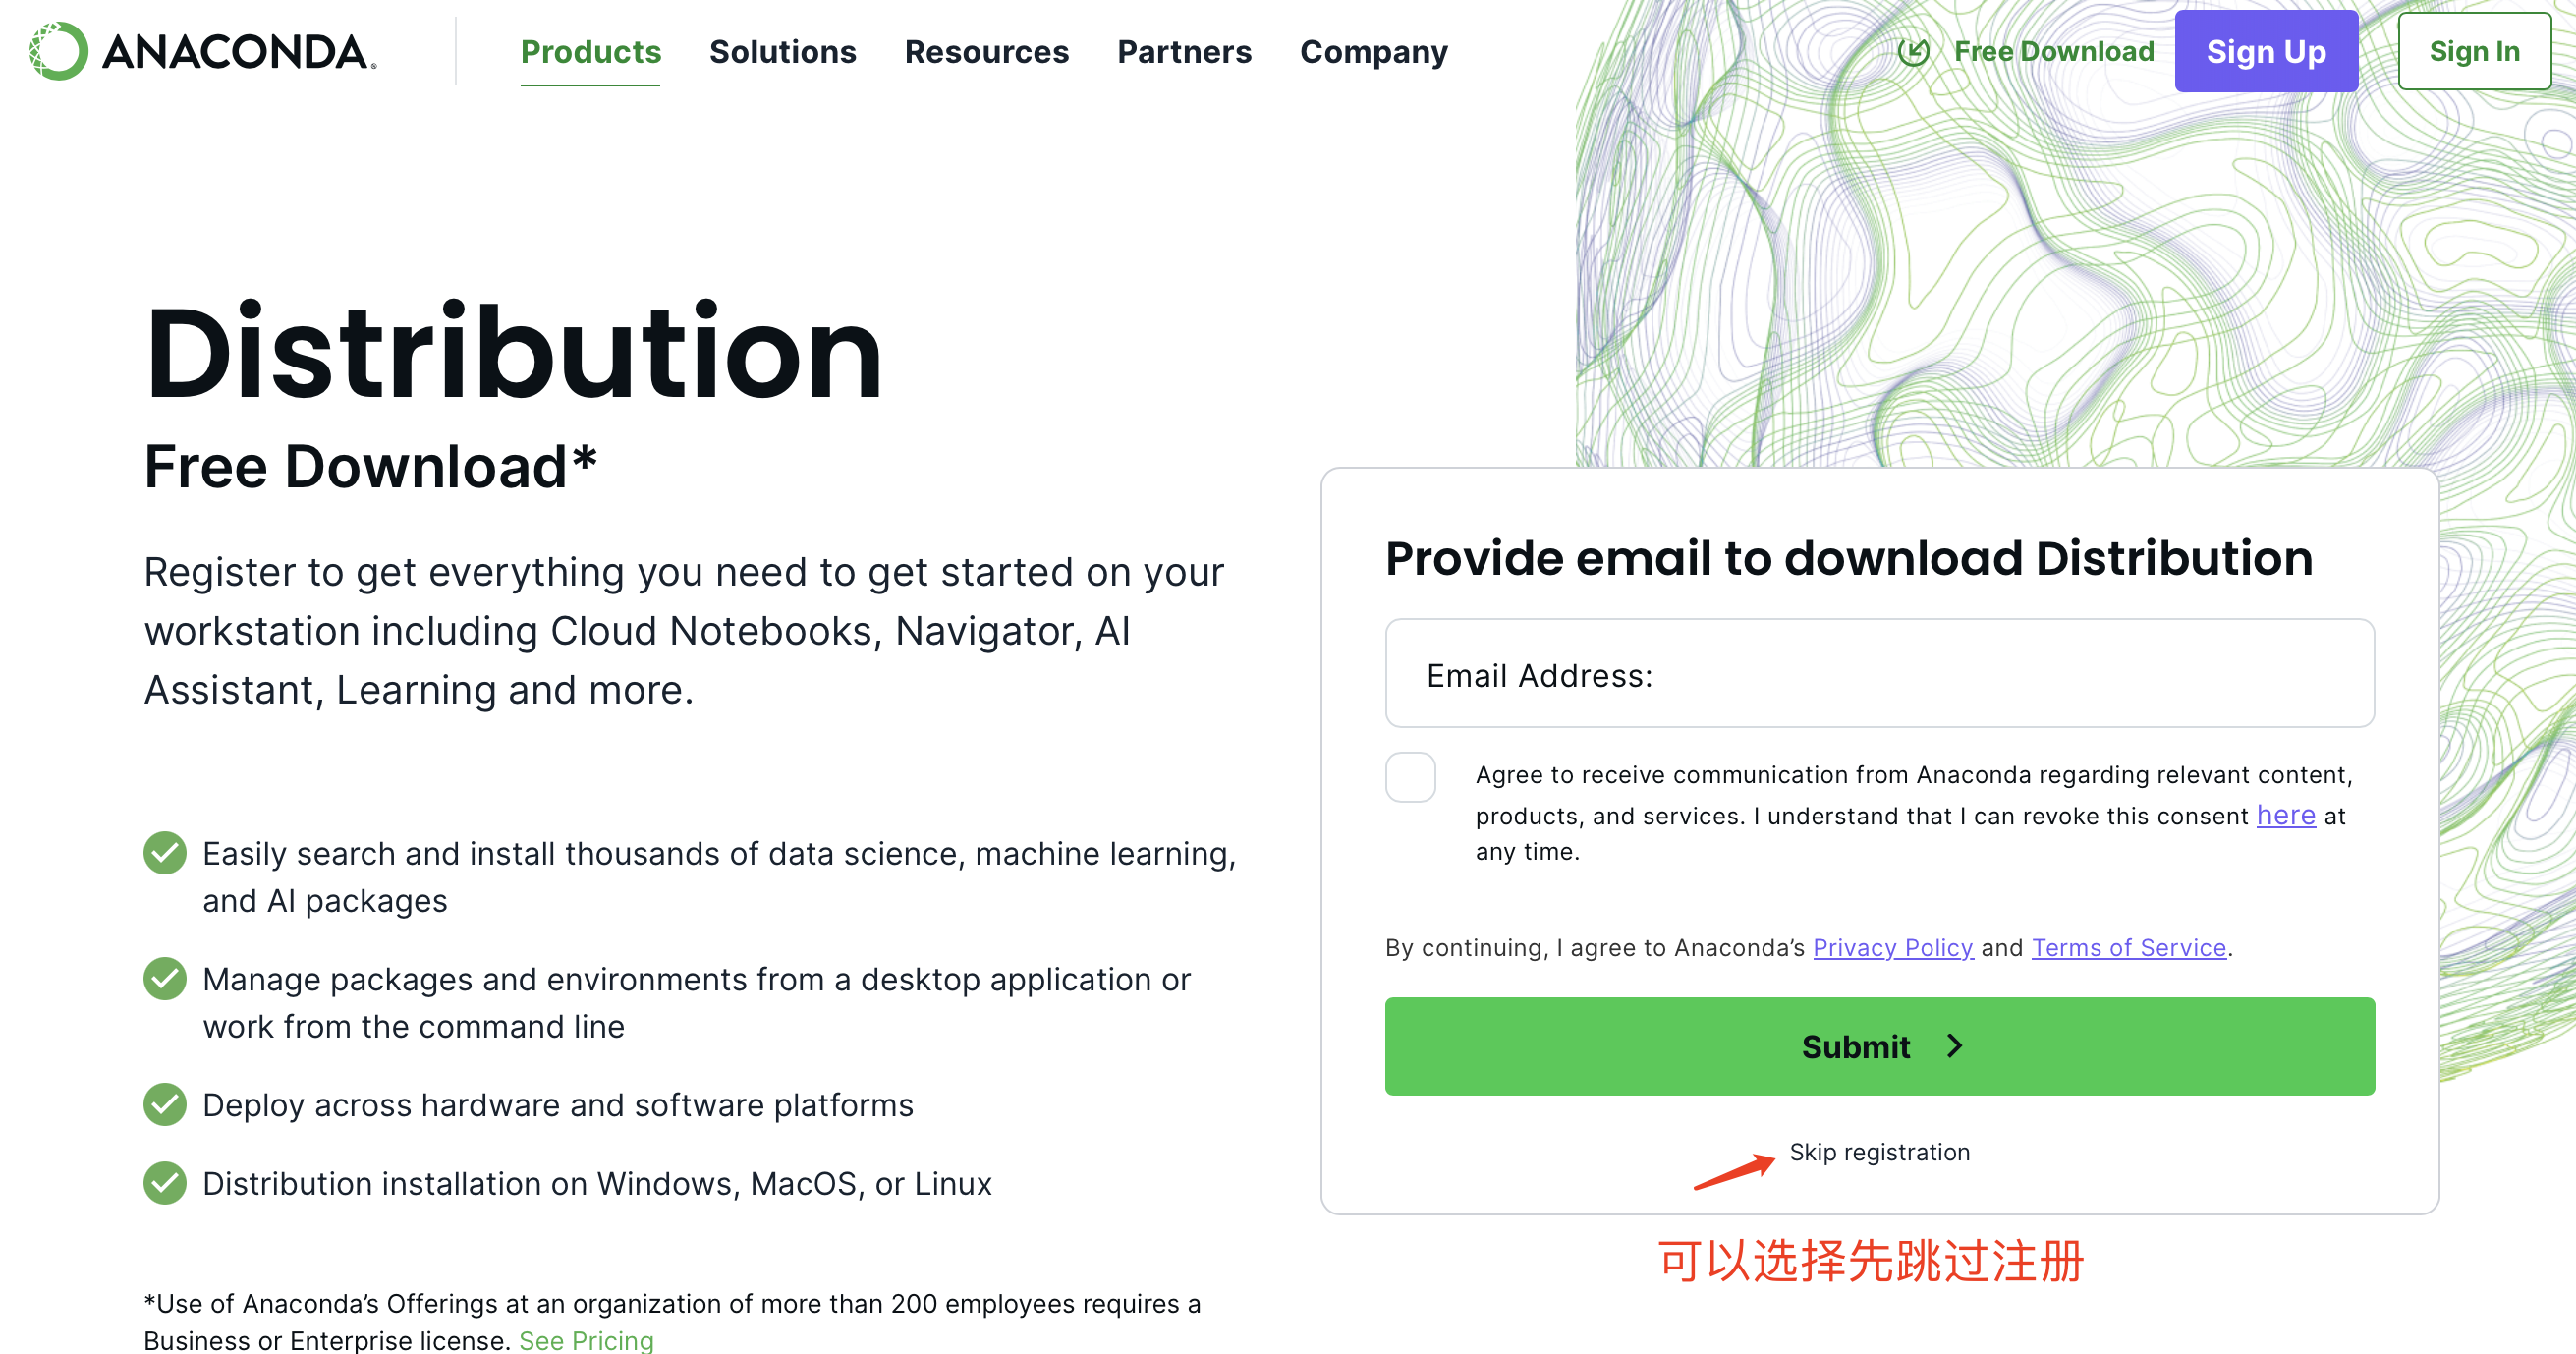 ANACONDA
Products Solutions Resources Partners Company
Free Download Sign Up Sign In
Distribution
Free Download*
Register to get everything you need to get started on your
workstation including Cloud Notebooks, Navigator, AI
Assistant, Learning and more.
Easily search and install thousands of data science, machine learning,
and AI packages
Manage packages and environments from a desktop application or
work from the command line
Deploy across hardware and software platforms
Distribution installation on Windows, MacOS, or Linux
*Use of Anaconda’s Offerings at an organization of more than 200 employees requires a
Business or Enterprise license. See Pricing
Provide email to download Distribution
Email Address:
Agree to receive communication from Anaconda regarding relevant content,
products, and services. I understand that I can revoke this consent here at
any time.
By continuing, I agree to Anaconda’s Privacy Policy and Terms of Service.
Submit
Skip registration
可以选择先跳过注册